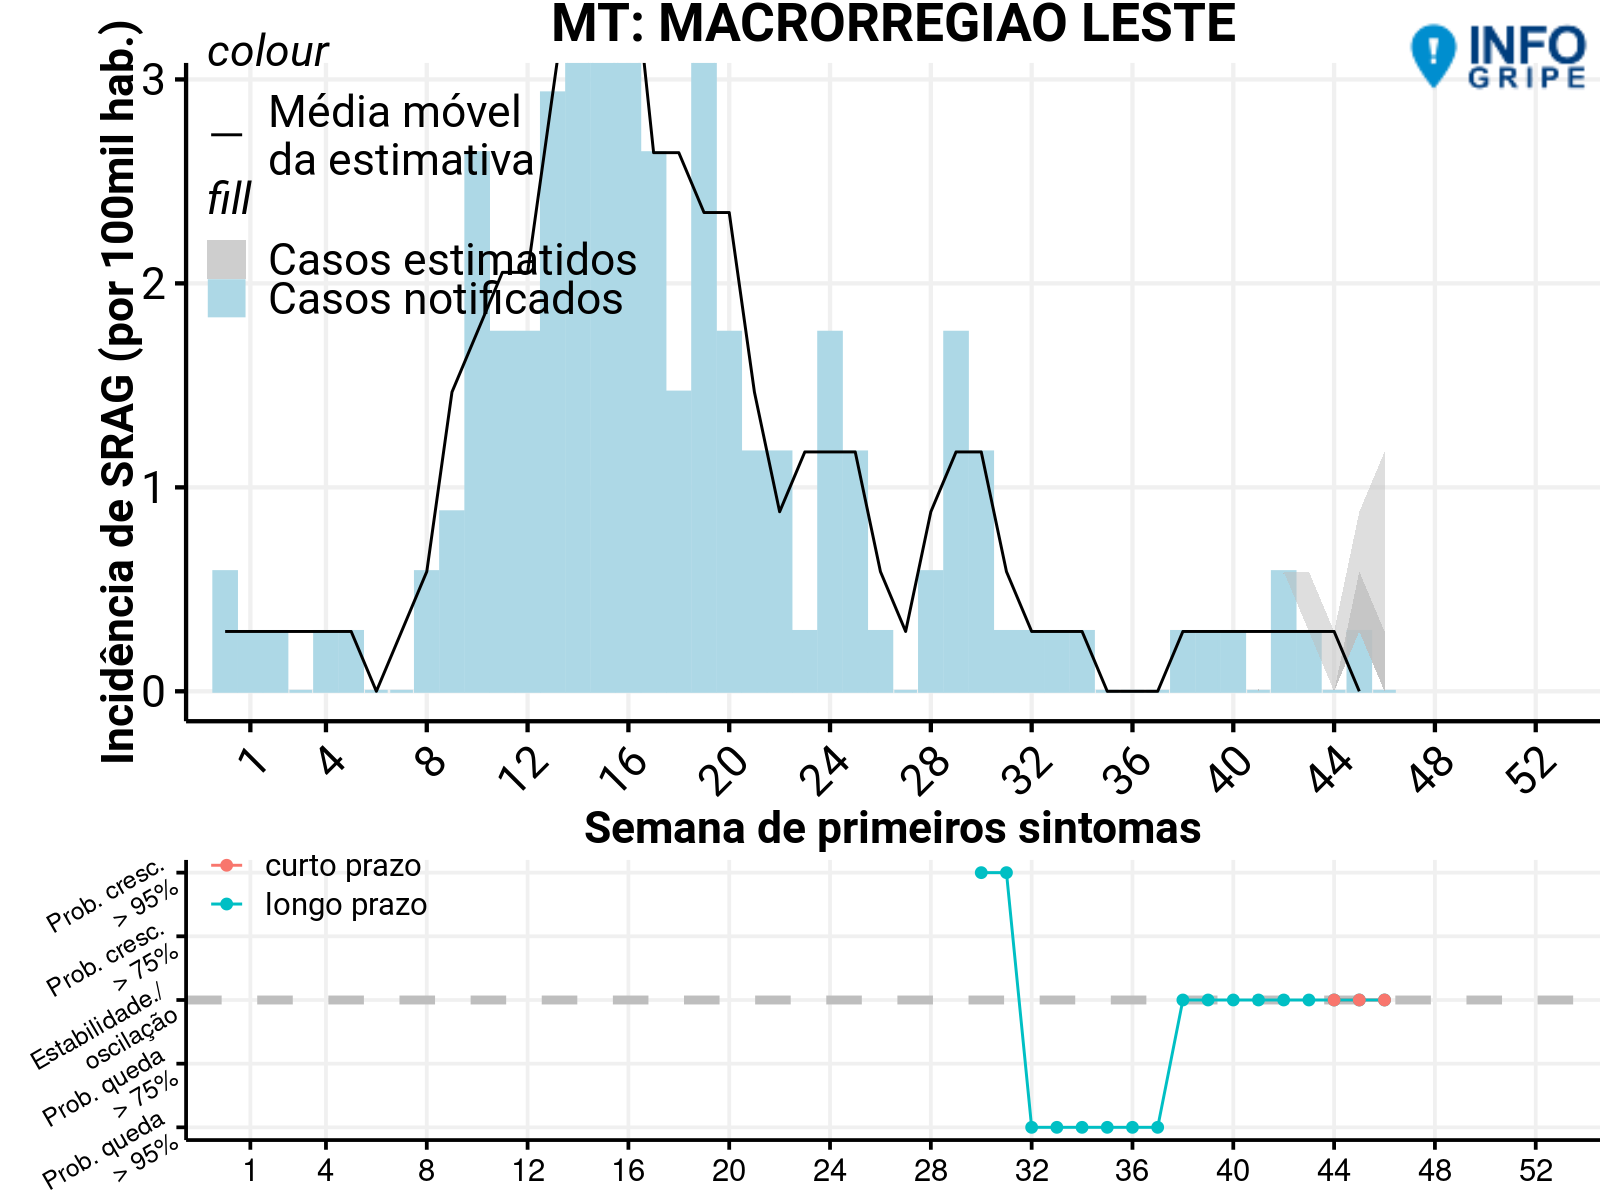 MT: MACRORREGIAO LESTE
INFO
GRIPE
colour
Média móvel
da estimativa
fill
Casos estimatidos
Casos notificados
Incidência de SRAG (por 100mil hab.)
3
2
1
0
1 4 8 12 16 20 24 28 32 36 40 44 48 52
Semana de primeiros sintomas
curto prazo
longo prazo
Prob. cresc.
> 95%
Prob. cresc.
> 75%
Estabilidade./
oscilação
Prob. queda
> 75%
Prob. queda
> 95%
1 4 8 12 16 20 24 28 32 36 40 44 48 52